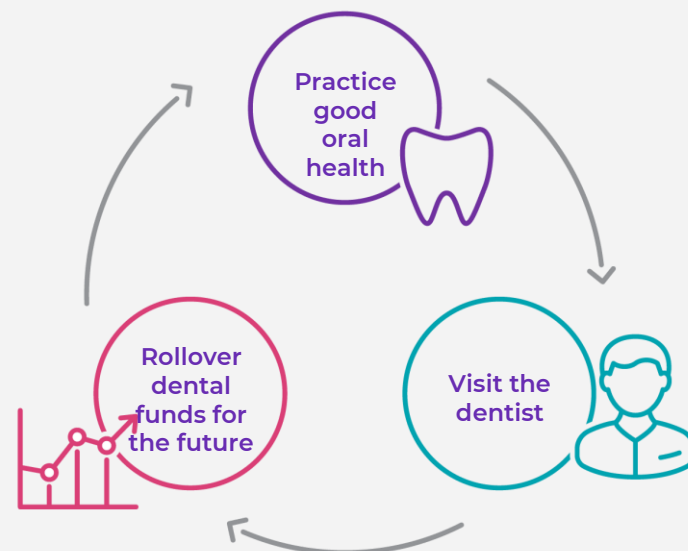 Practice
good
oral
health
Visit the
dentist
Rollover
dental
funds for
the future